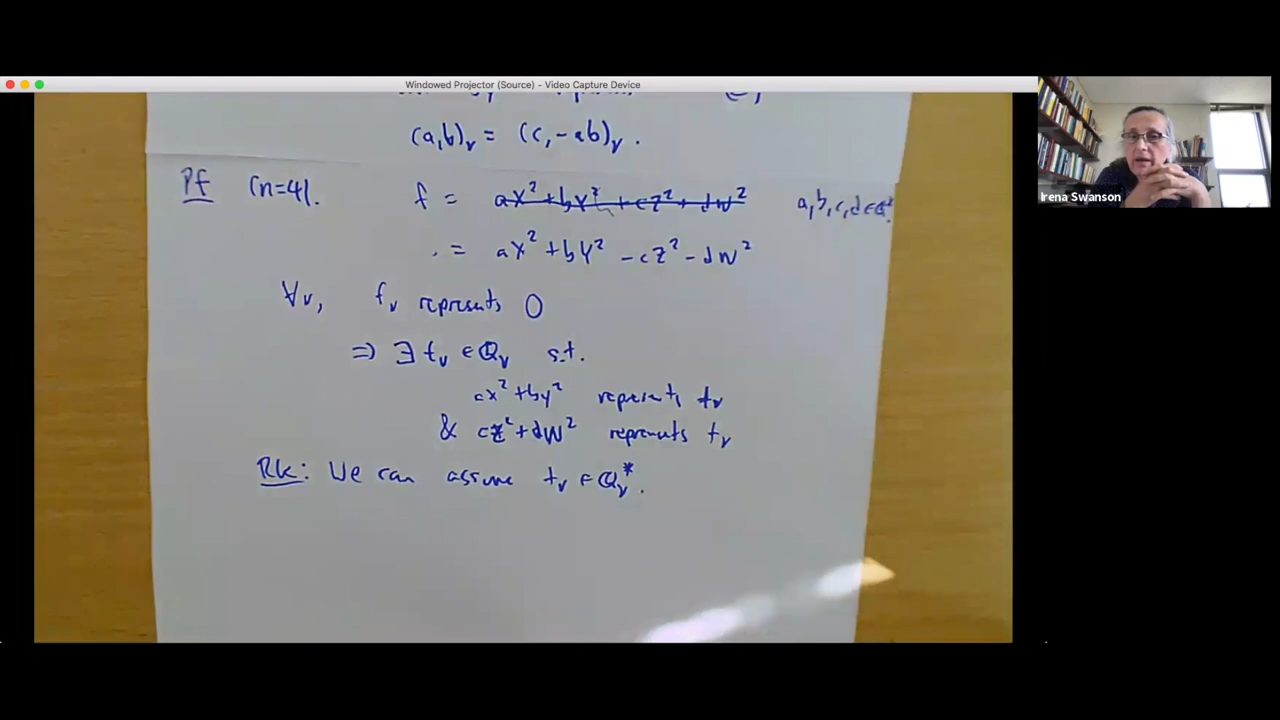 Windowed Projector (Source) - Video Capture Device
(a,b)ᵥ = (c,-ab)ᵥ.
Pf (n=4). f = aX²+bY²+cZ²+dW² a,b,c,d∈Q*.
= aX²+bY²-cZ²-dW²
∀v, fᵥ represents 0
⇒ ∃ tᵥ ∈ Qᵥ s.t.
aX²+bY² represents tᵥ
& cZ²+dW² represents tᵥ
Rk: We can assume tᵥ ∈ Qᵥ*.
Irena Swanson